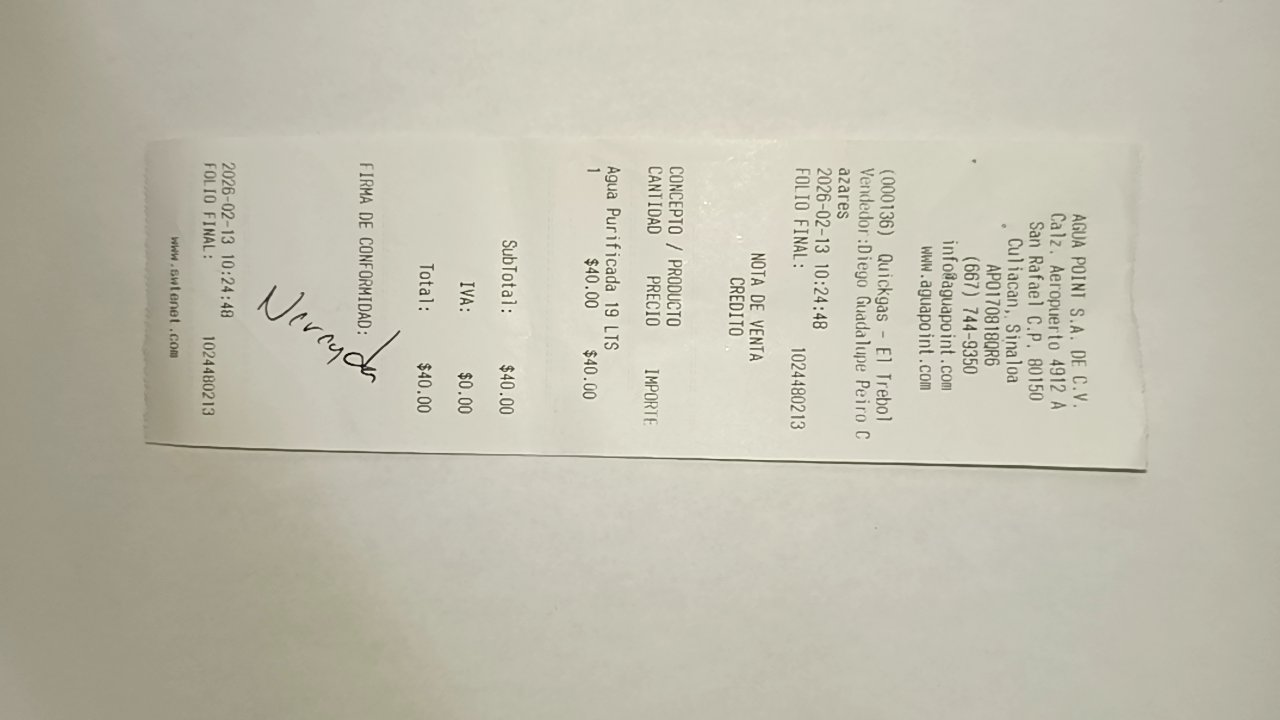 AGUA POINT S.A. DE C.V.
Calz. Aeropuerto 4912 A
San Rafael C.P. 80150
Culiacan, Sinaloa
APO170818QR6
(667) 744-9350
info@aguapoint.com
www.aguapoint.com
(000136) Quickgas - El Trebol
Vendedor:Diego Guadalupe Peiro C
azares
2026-02-13 10:24:48
FOLIO FINAL: 1024480213
NOTA DE VENTA
CREDITO
CONCEPTO / PRODUCTO
CANTIDAD PRECIO IMPORTE
Agua Purificada 19 LTS
1 $40.00 $40.00
SubTotal: $40.00
IVA: $0.00
Total: $40.00
FIRMA DE CONFORMIDAD:
2026-02-13 10:24:48
FOLIO FINAL: 1024480213
www.swtenet.com